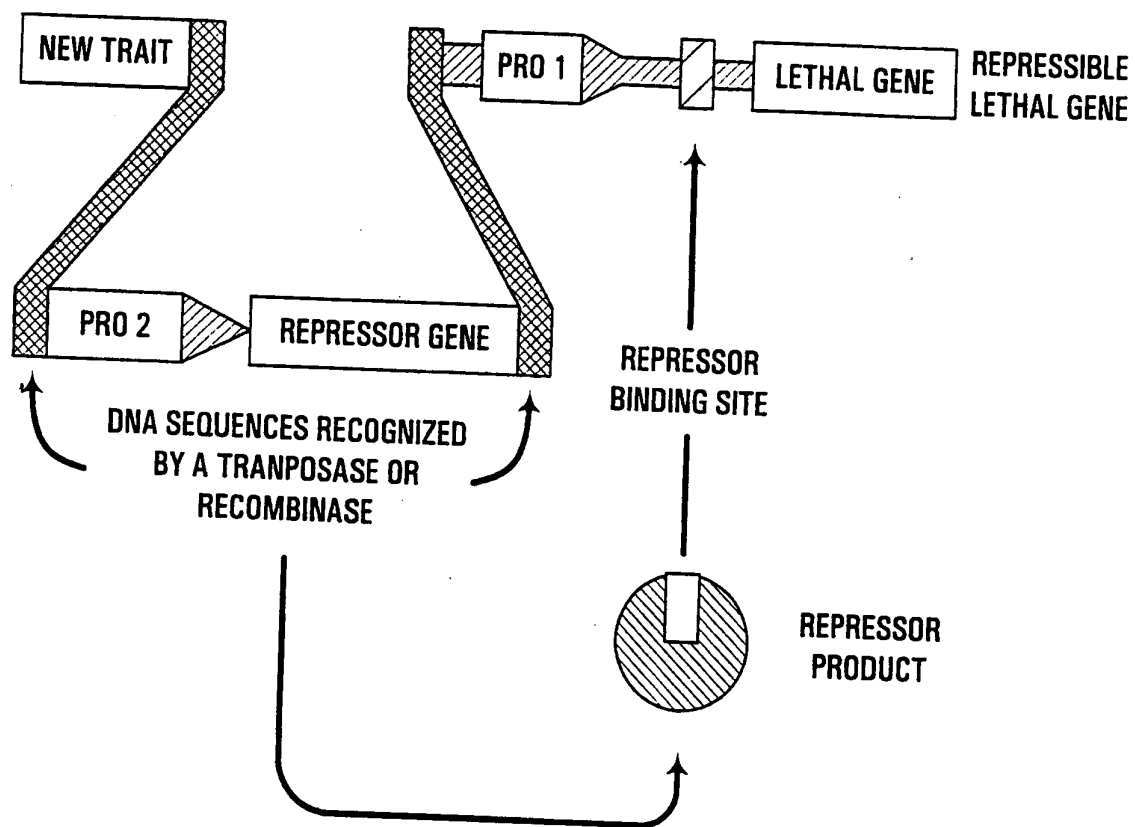 NEW TRAIT
PRO 1
LETHAL GENE
REPRESSIBLE
LETHAL GENE
PRO 2
REPRESSOR GENE
REPRESSOR
BINDING SITE
DNA SEQUENCES RECOGNIZED
BY A TRANPOSASE OR
RECOMBINASE
REPRESSOR
PRODUCT